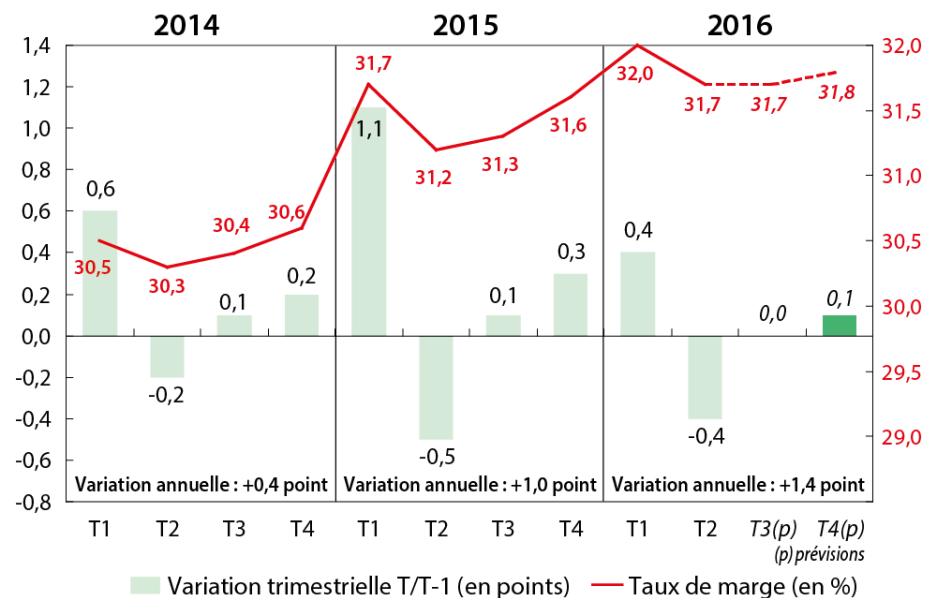 2014 2015 2016
1,4 32,0
1,2 31,5
1,0 31,0
0,8 30,5
0,6 30,0
0,4 29,5
0,2 29,0
0,0
-0,2
-0,4
-0,6
-0,8
0,6 -0,2 0,1 0,2 1,1 -0,5 0,1 0,3 0,4 -0,4 0,0 0,1
30,5 30,3 30,4 30,6 31,7 31,2 31,3 31,6 32,0 31,7 31,7 31,8
Variation annuelle : +0,4 point Variation annuelle : +1,0 point Variation annuelle : +1,4 point
T1 T2 T3 T4 T1 T2 T3 T4 T1 T2 T3(p) T4(p)
(p) prévisions
Variation trimestrielle T/T-1 (en points) Taux de marge (en %)